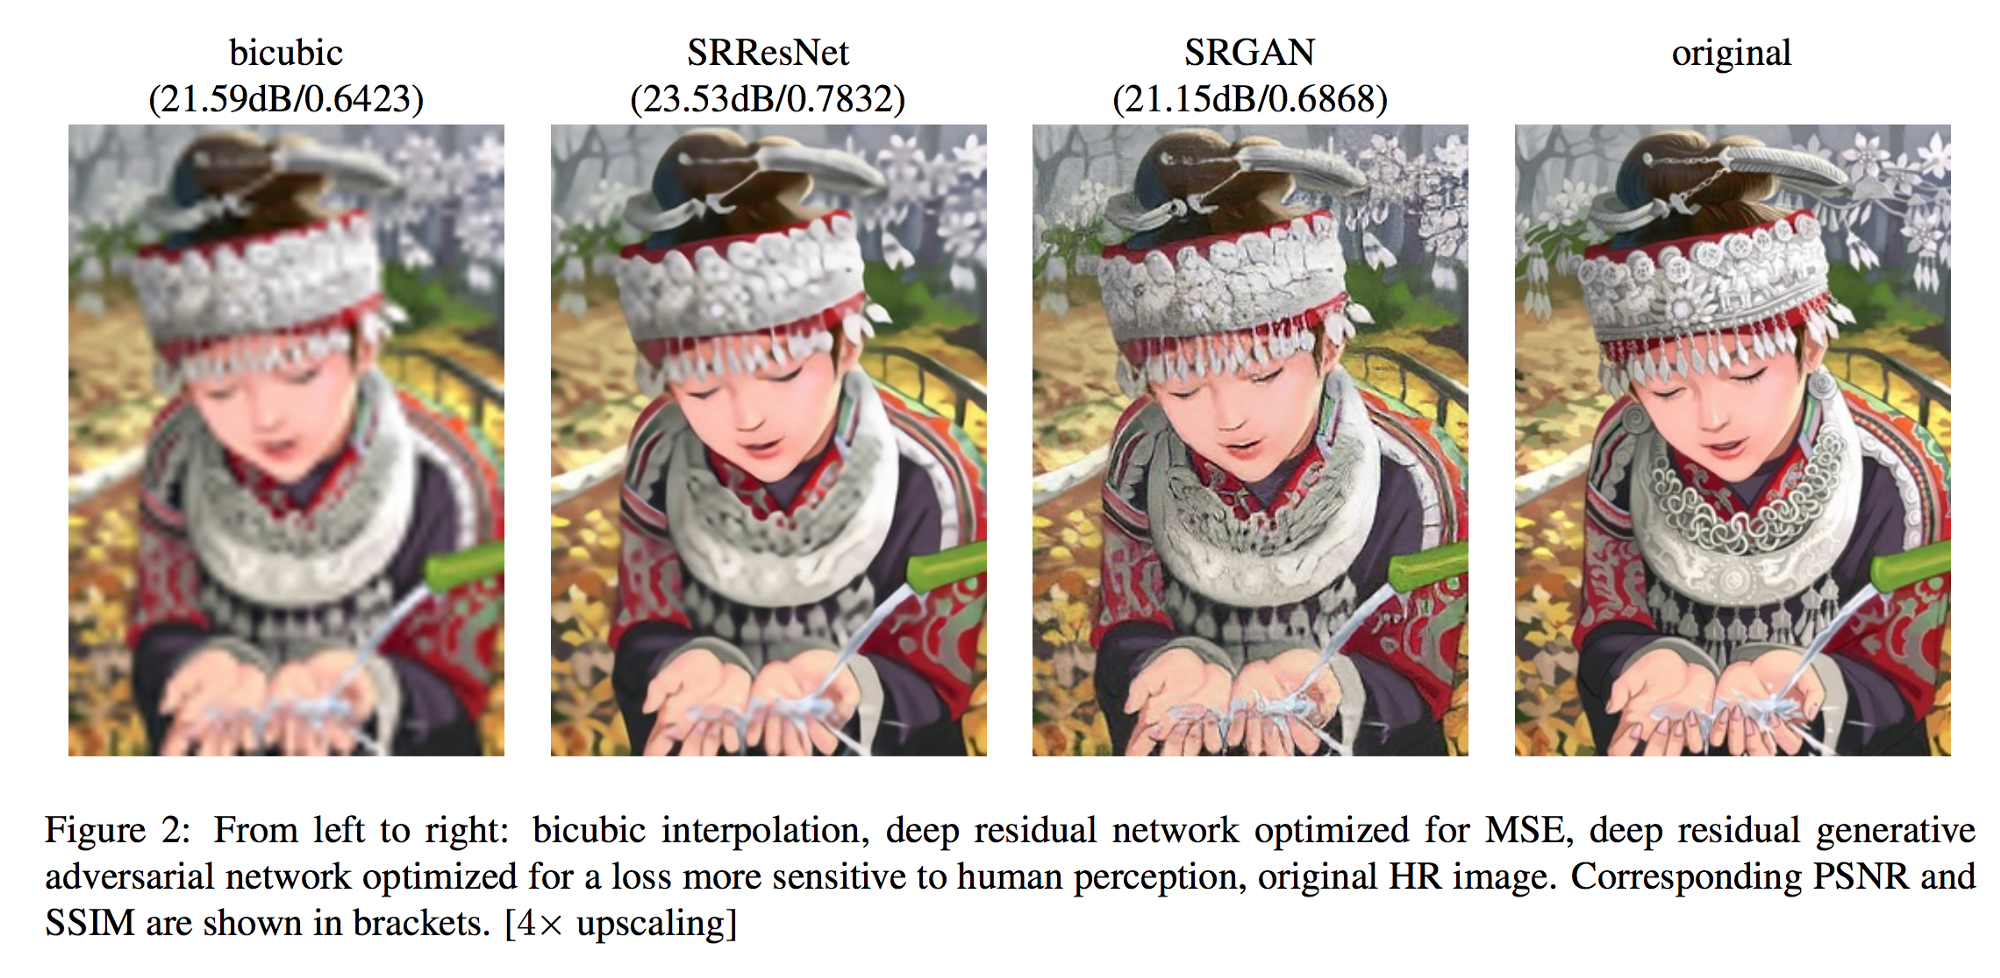 bicubic
(21.59dB/0.6423)
SRResNet
(23.53dB/0.7832)
SRGAN
(21.15dB/0.6868)
original
Figure 2: From left to right: bicubic interpolation, deep residual network optimized for MSE, deep residual generative
adversarial network optimized for a loss more sensitive to human perception, original HR image. Corresponding PSNR and
SSIM are shown in brackets. [4× upscaling]